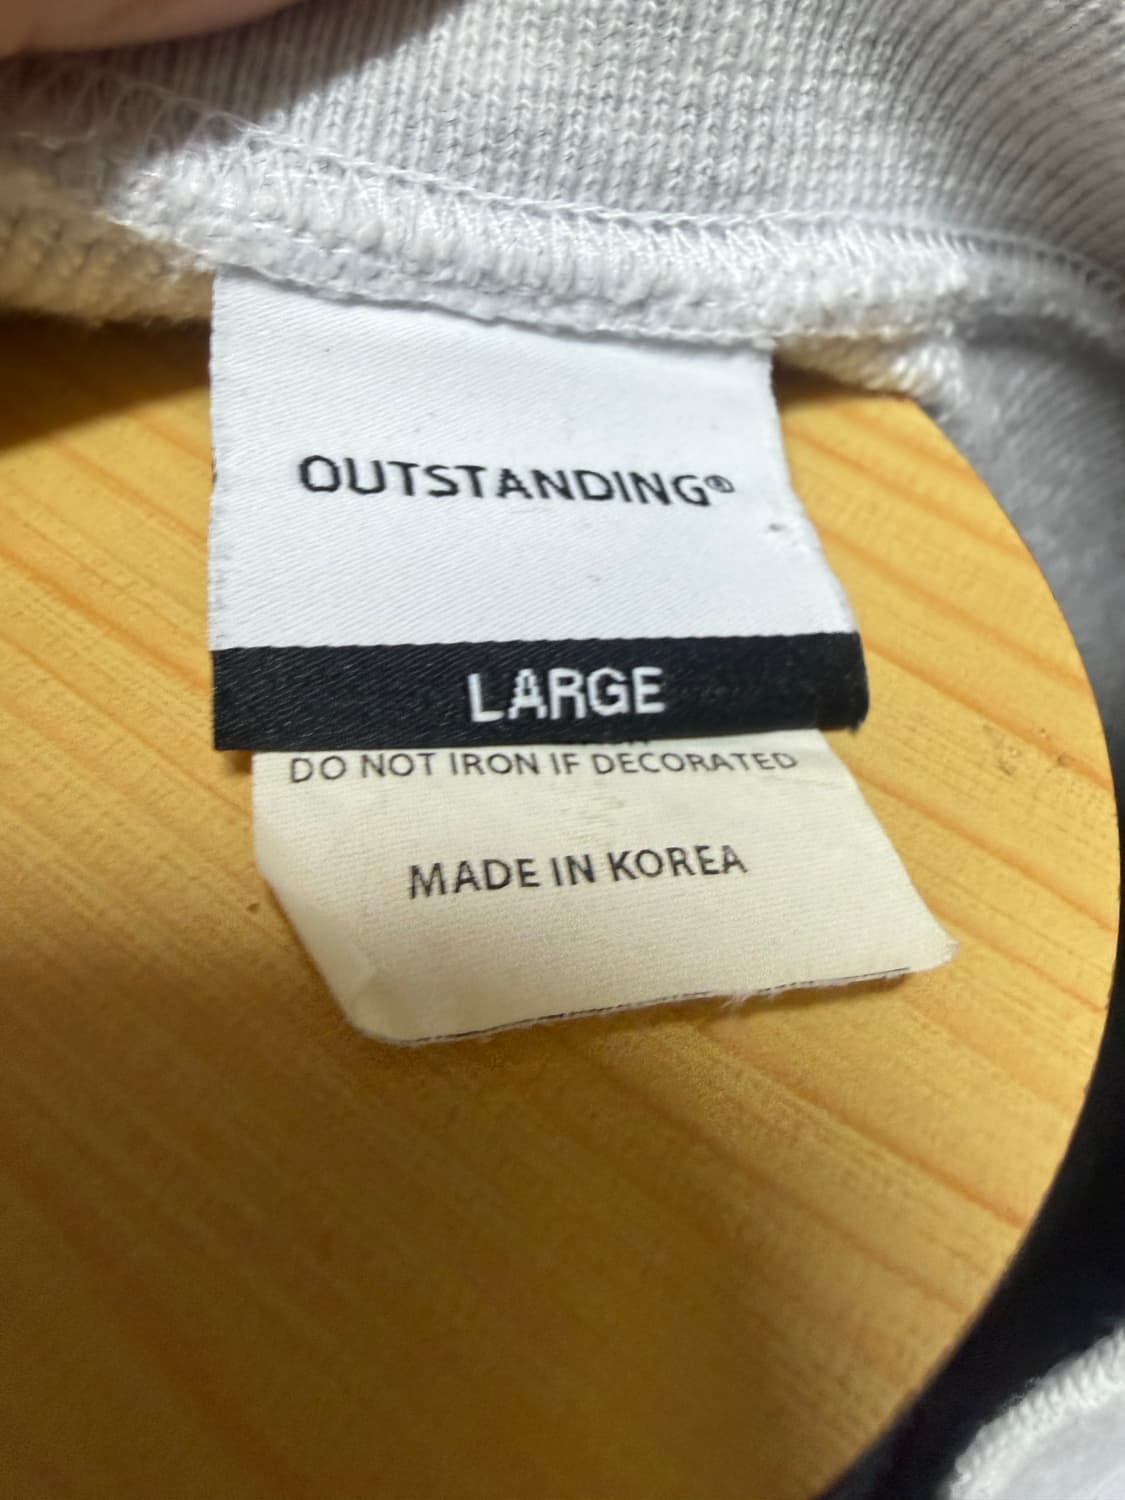 OUTSTANDING®
LARGE
DO NOT IRON IF DECORATED
MADE IN KOREA